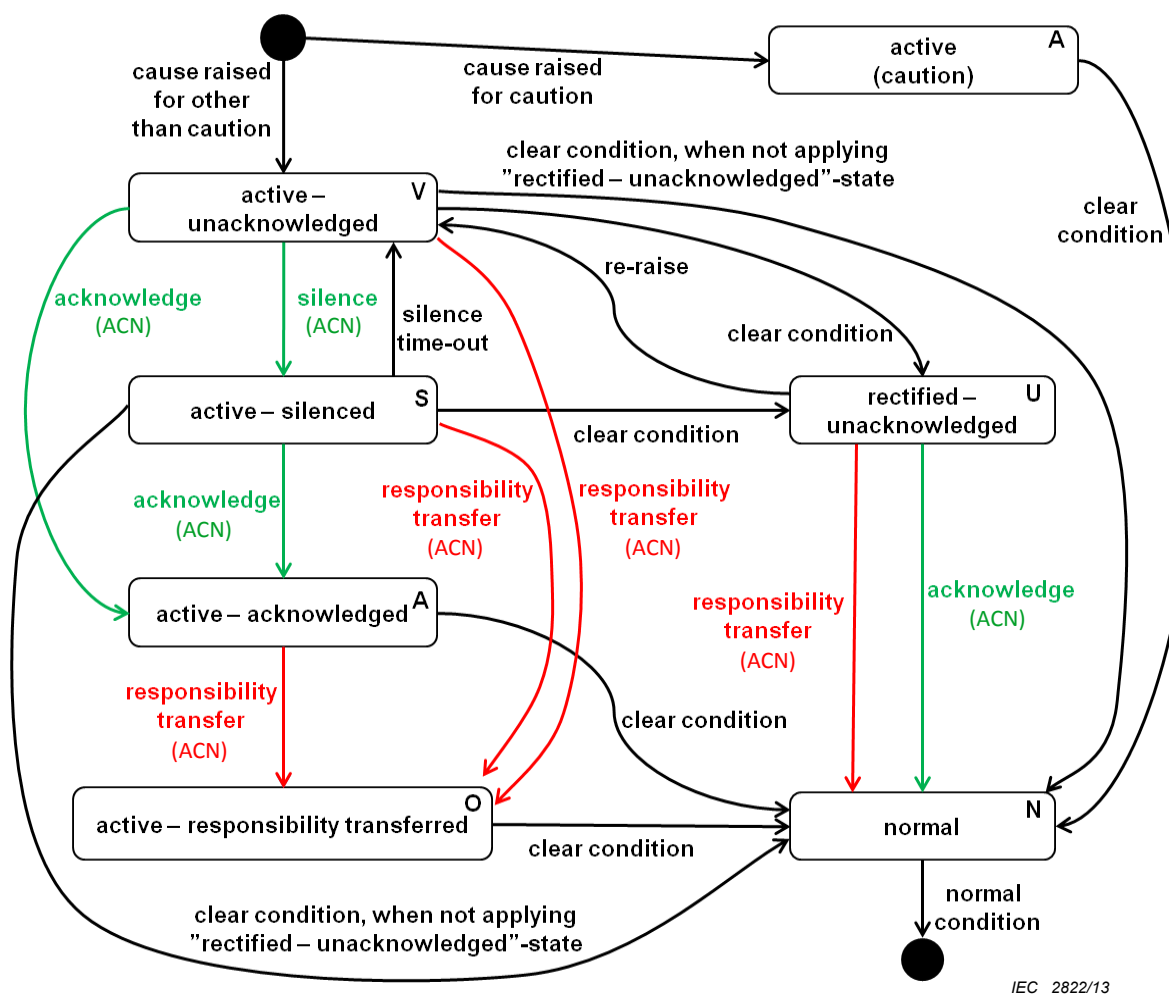 A
active
(caution)
cause raised
for other
than caution
cause raised
for caution
clear condition, when not applying
”rectified – unacknowledged”-state
V
active –
unacknowledged
clear
condition
re-raise
acknowledge
(ACN)
silence
(ACN)
silence
time-out
clear condition
S
active – silenced
U
rectified –
unacknowledged
clear condition
acknowledge
(ACN)
responsibility
transfer
(ACN)
responsibility
transfer
(ACN)
A
active – acknowledged
responsibility
transfer
(ACN)
acknowledge
(ACN)
responsibility
transfer
(ACN)
clear condition
O
active – responsibility transferred
N
normal
clear condition
clear condition, when not applying
”rectified – unacknowledged”-state
normal
condition
IEC 2822/13